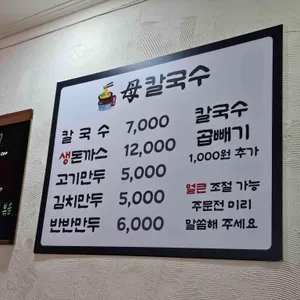 母칼국수
칼국수 7,000
생돈까스 12,000
고기만두 5,000
김치만두 5,000
반반만두 6,000
칼국수
곱빼기
1,000원 추가
얼큰 조절 가능
주문전 미리
말씀해 주세요